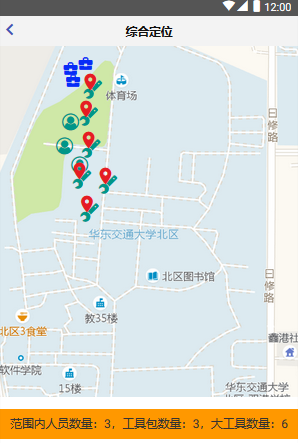 12:00
综合定位
体育场
曰修路
华东交通大学北区
北区图书馆
曰修路
教35楼
北区3食堂
鑫港社
软件学院
15楼
华东交通大学
范围内人员数量：3，工具包数量：3，大工具数量：6